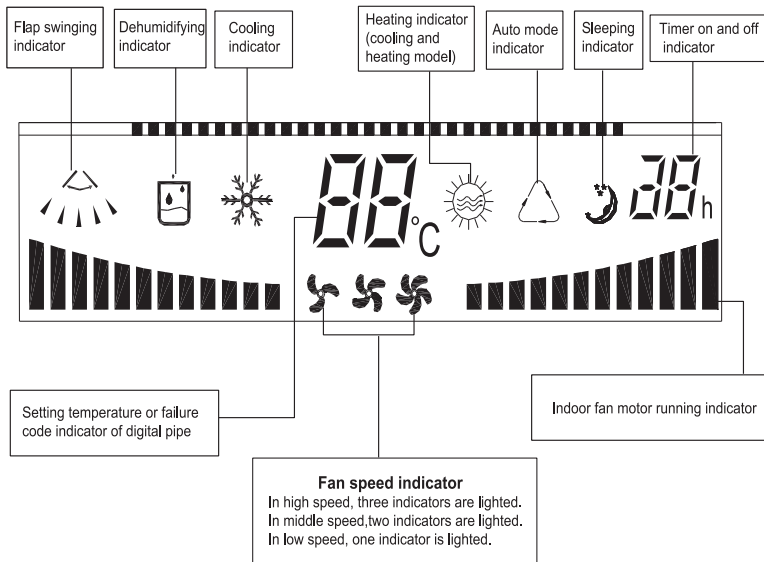 Flap swinging
indicator
Dehumidifying
indicator
Cooling
indicator
Heating indicator
(cooling and
heating model)
Auto mode
indicator
Sleeping
indicator
Timer on and off
indicator
88
°C
28
h
Setting temperature or failure
code indicator of digital pipe
Indoor fan motor running indicator
Fan speed indicator
In high speed, three indicators are lighted.
In middle speed,two indicators are lighted.
In low speed, one indicator is lighted.